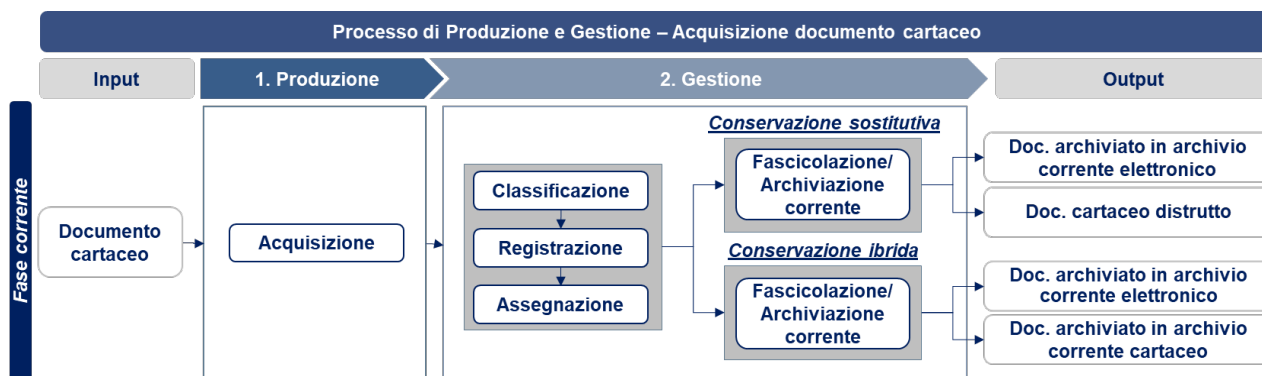 Processo di Produzione e Gestione – Acquisizione documento cartaceo
Input
1. Produzione
2. Gestione
Output
Fase corrente
Documento
cartaceo
Acquisizione
Classificazione
Registrazione
Assegnazione
Conservazione sostitutiva
Fascicolazione/
Archiviazione
corrente
Conservazione ibrida
Fascicolazione/
Archiviazione
corrente
Doc. archiviato in archivio
corrente elettronico
Doc. cartaceo distrutto
Doc. archiviato in archivio
corrente elettronico
Doc. archiviato in archivio
corrente cartaceo